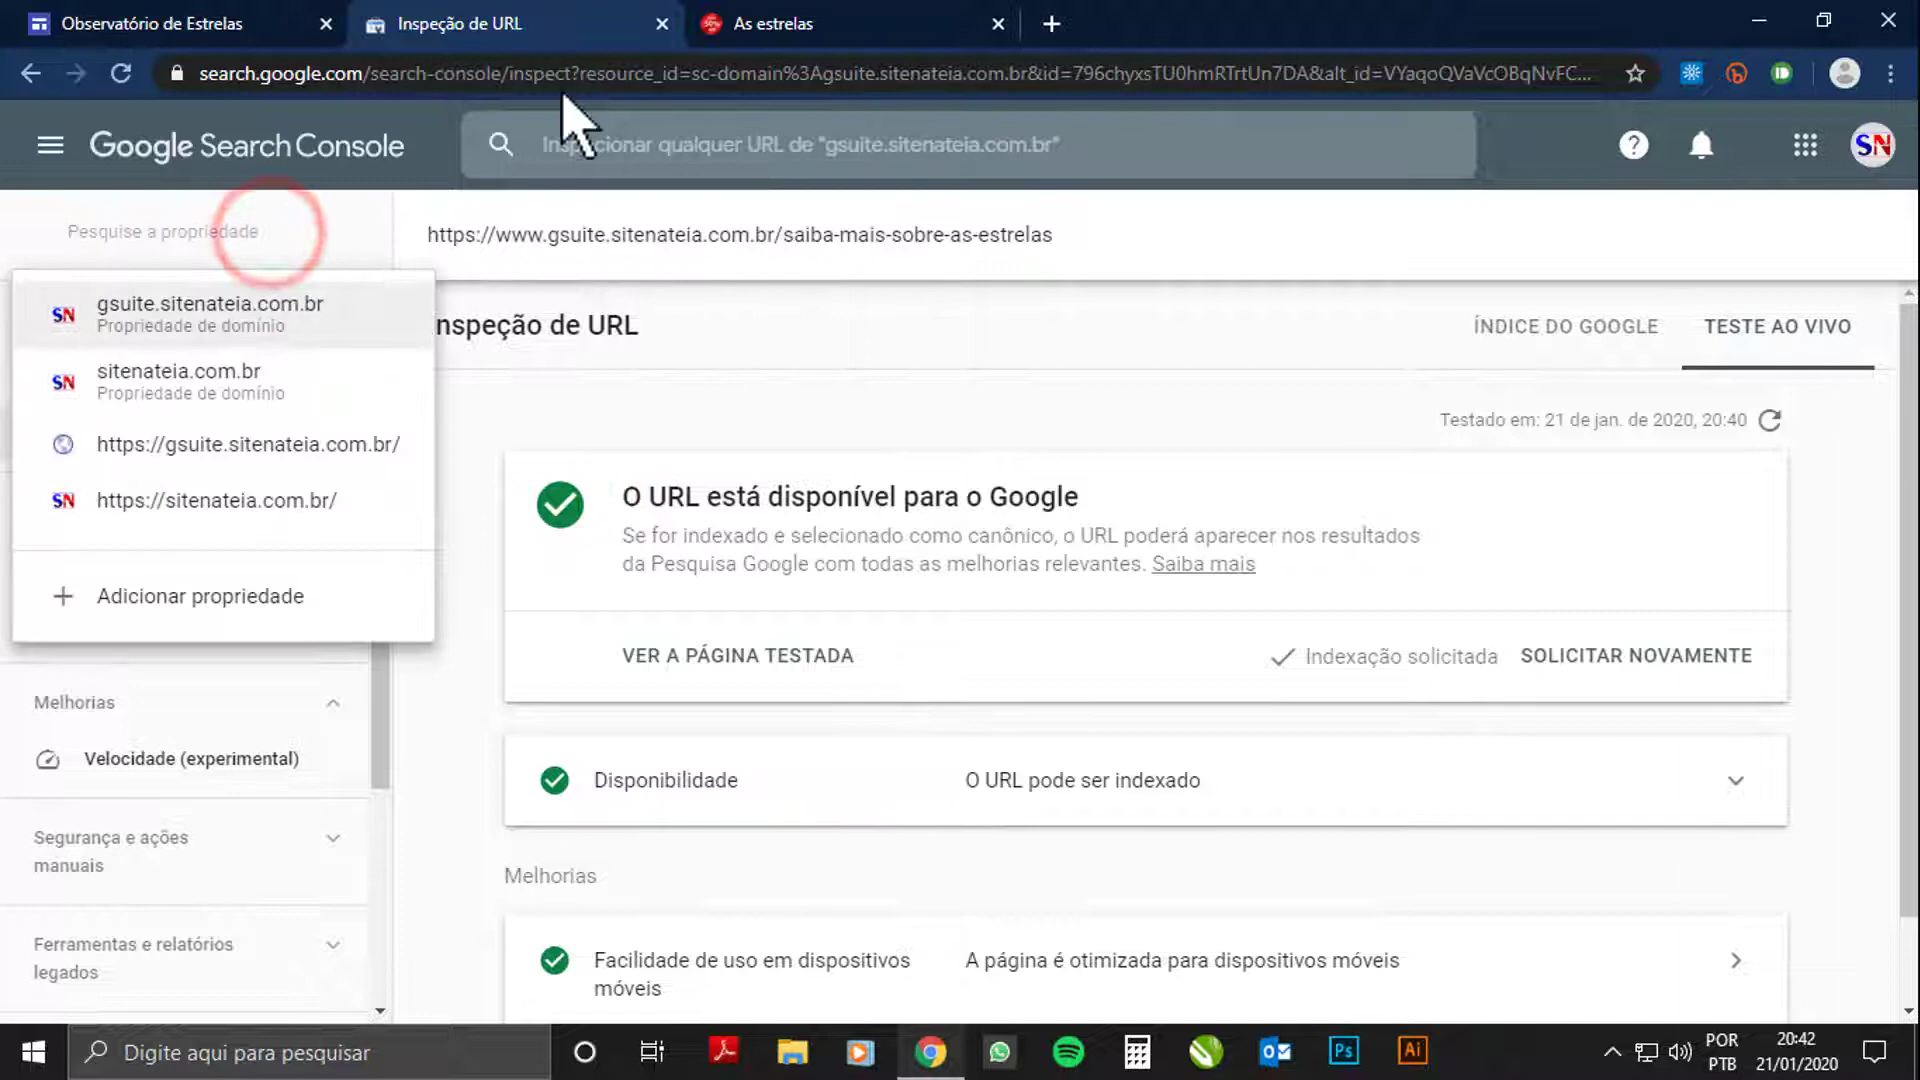 Observatório de Estrelas
Inspeção de URL
As estrelas
search.google.com/search-console/inspect?resource_id=sc-domain%3Agsuite.sitenateia.com.br&id=796chyxsTU0hmRTrtUn7DA&alt_id=VYaqoQVaVcOBqNvFC...
Google Search Console
Inspecionar qualquer URL de "gsuite.sitenateia.com.br"
SN
Pesquise a propriedade
https://www.gsuite.sitenateia.com.br/saiba-mais-sobre-as-estrelas
SN gsuite.sitenateia.com.br
Propriedade de domínio
SN sitenateia.com.br
Propriedade de domínio
https://gsuite.sitenateia.com.br/
SN https://sitenateia.com.br/
Adicionar propriedade
nspeção de URL
ÍNDICE DO GOOGLE
TESTE AO VIVO
Testado em: 21 de jan. de 2020, 20:40
O URL está disponível para o Google
Se for indexado e selecionado como canônico, o URL poderá aparecer nos resultados
da Pesquisa Google com todas as melhorias relevantes. Saiba mais
VER A PÁGINA TESTADA
Indexação solicitada
SOLICITAR NOVAMENTE
Melhorias
Velocidade (experimental)
Segurança e ações
manuais
Ferramentas e relatórios
legados
Disponibilidade
O URL pode ser indexado
Melhorias
Facilidade de uso em dispositivos
móveis
A página é otimizada para dispositivos móveis
Digite aqui para pesquisar
Ps
Ai
POR
PTB
20:42
21/01/2020